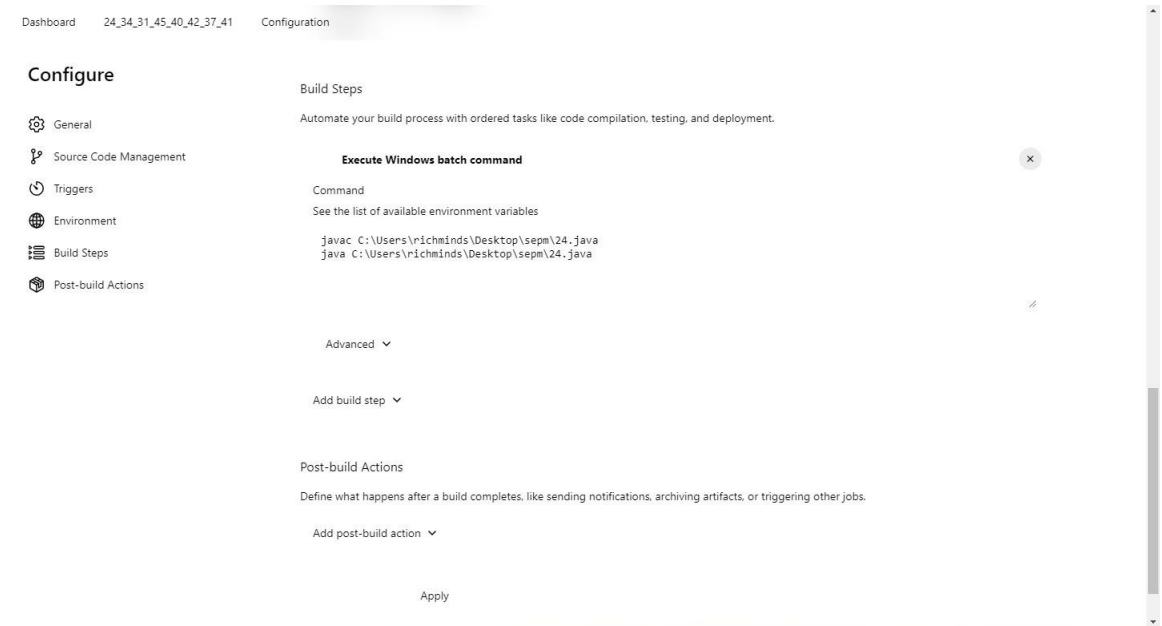 Dashboard 24_34_31_45_40_42_37_41 Configuration
Configure
General
Source Code Management
Triggers
Environment
Build Steps
Post-build Actions
Build Steps
Automate your build process with ordered tasks like code compilation, testing, and deployment.
Execute Windows batch command
Command
See the list of available environment variables
javac C:\Users\richminds\Desktop\sepm\24.java
java C:\Users\richminds\Desktop\sepm\24.java
Advanced
Add build step
Post-build Actions
Define what happens after a build completes, like sending notifications, archiving artifacts, or triggering other jobs.
Add post-build action
Apply